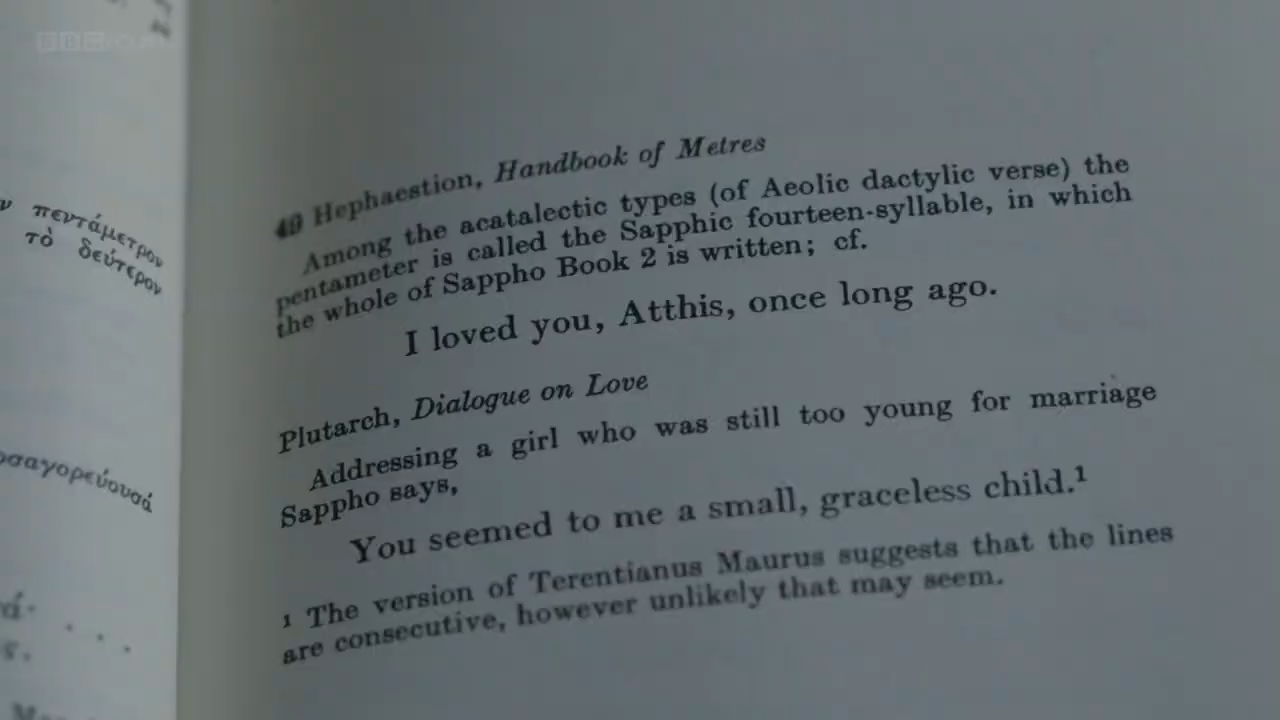 πεντάμετρον
τὸ δεύτερον
49 Hephaestion, Handbook of Metres
Among the acatalectic types (of Aeolic dactylic verse) the
pentameter is called the Sapphic fourteen-syllable, in which
the whole of Sappho Book 2 is written; cf.
I loved you, Atthis, once long ago.
Plutarch, Dialogue on Love
Addressing a girl who was still too young for marriage
Sappho says,
You seemed to me a small, graceless child.¹
¹ The version of Terentianus Maurus suggests that the lines
are consecutive, however unlikely that may seem.